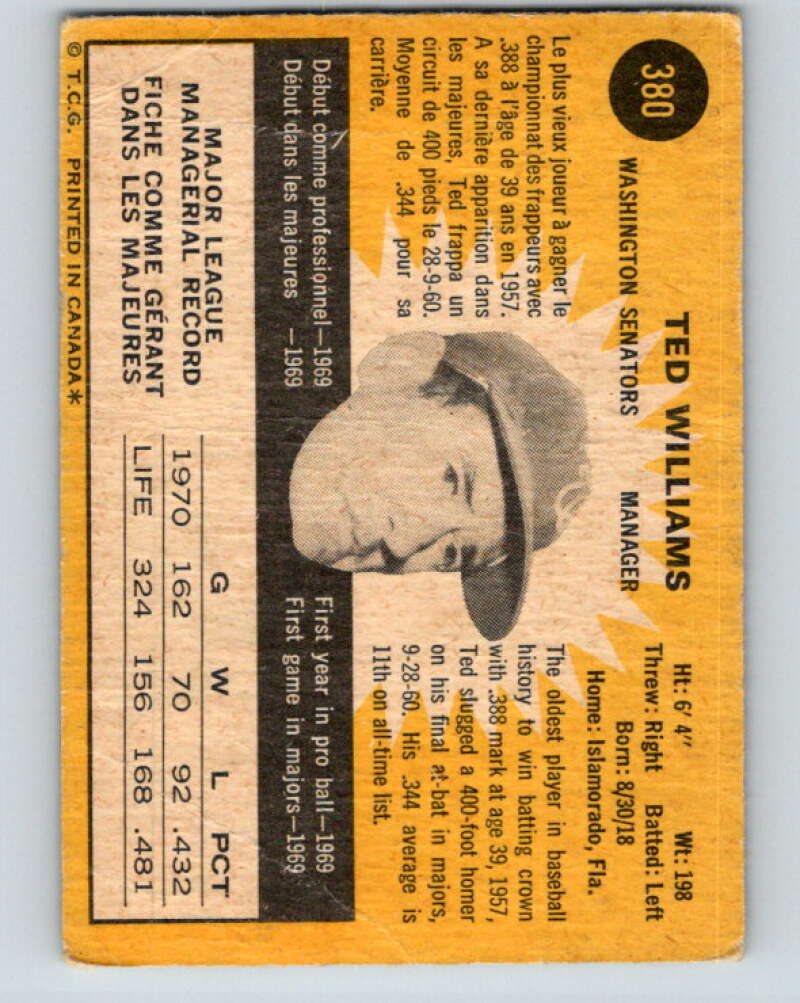 380
TED WILLIAMS
WASHINGTON SENATORS MANAGER
Ht: 6' 4" Wt: 198
Threw: Right Batted: Left
Born: 8/30/18
Home: Islamorado, Fla.
Le plus vieux joueur à gagner le
championnat des frappeurs avec
.388 à l'âge de 39 ans en 1957.
A sa dernière apparition dans
les majeures, Ted frappa un
circuit de 400 pieds le 28-9-60.
Moyenne de .344 pour sa
carrière.
The oldest player in baseball
history to win batting crown
with .388 mark at age 39, 1957,
Ted slugged a 400-foot homer
on his final at-bat in majors,
9-28-60. His .344 average is
11th on all-time list.
Début comme professionnel—1969
Début dans les majeures —1969
First year in pro ball—1969
First game in majors—1969
MAJOR LEAGUE
MANAGERIAL RECORD
FICHE COMME GÉRANT
DANS LES MAJEURES
G W L PCT
1970 162 70 92 .432
LIFE 324 156 168 .481
© T.C.G. PRINTED IN CANADA*